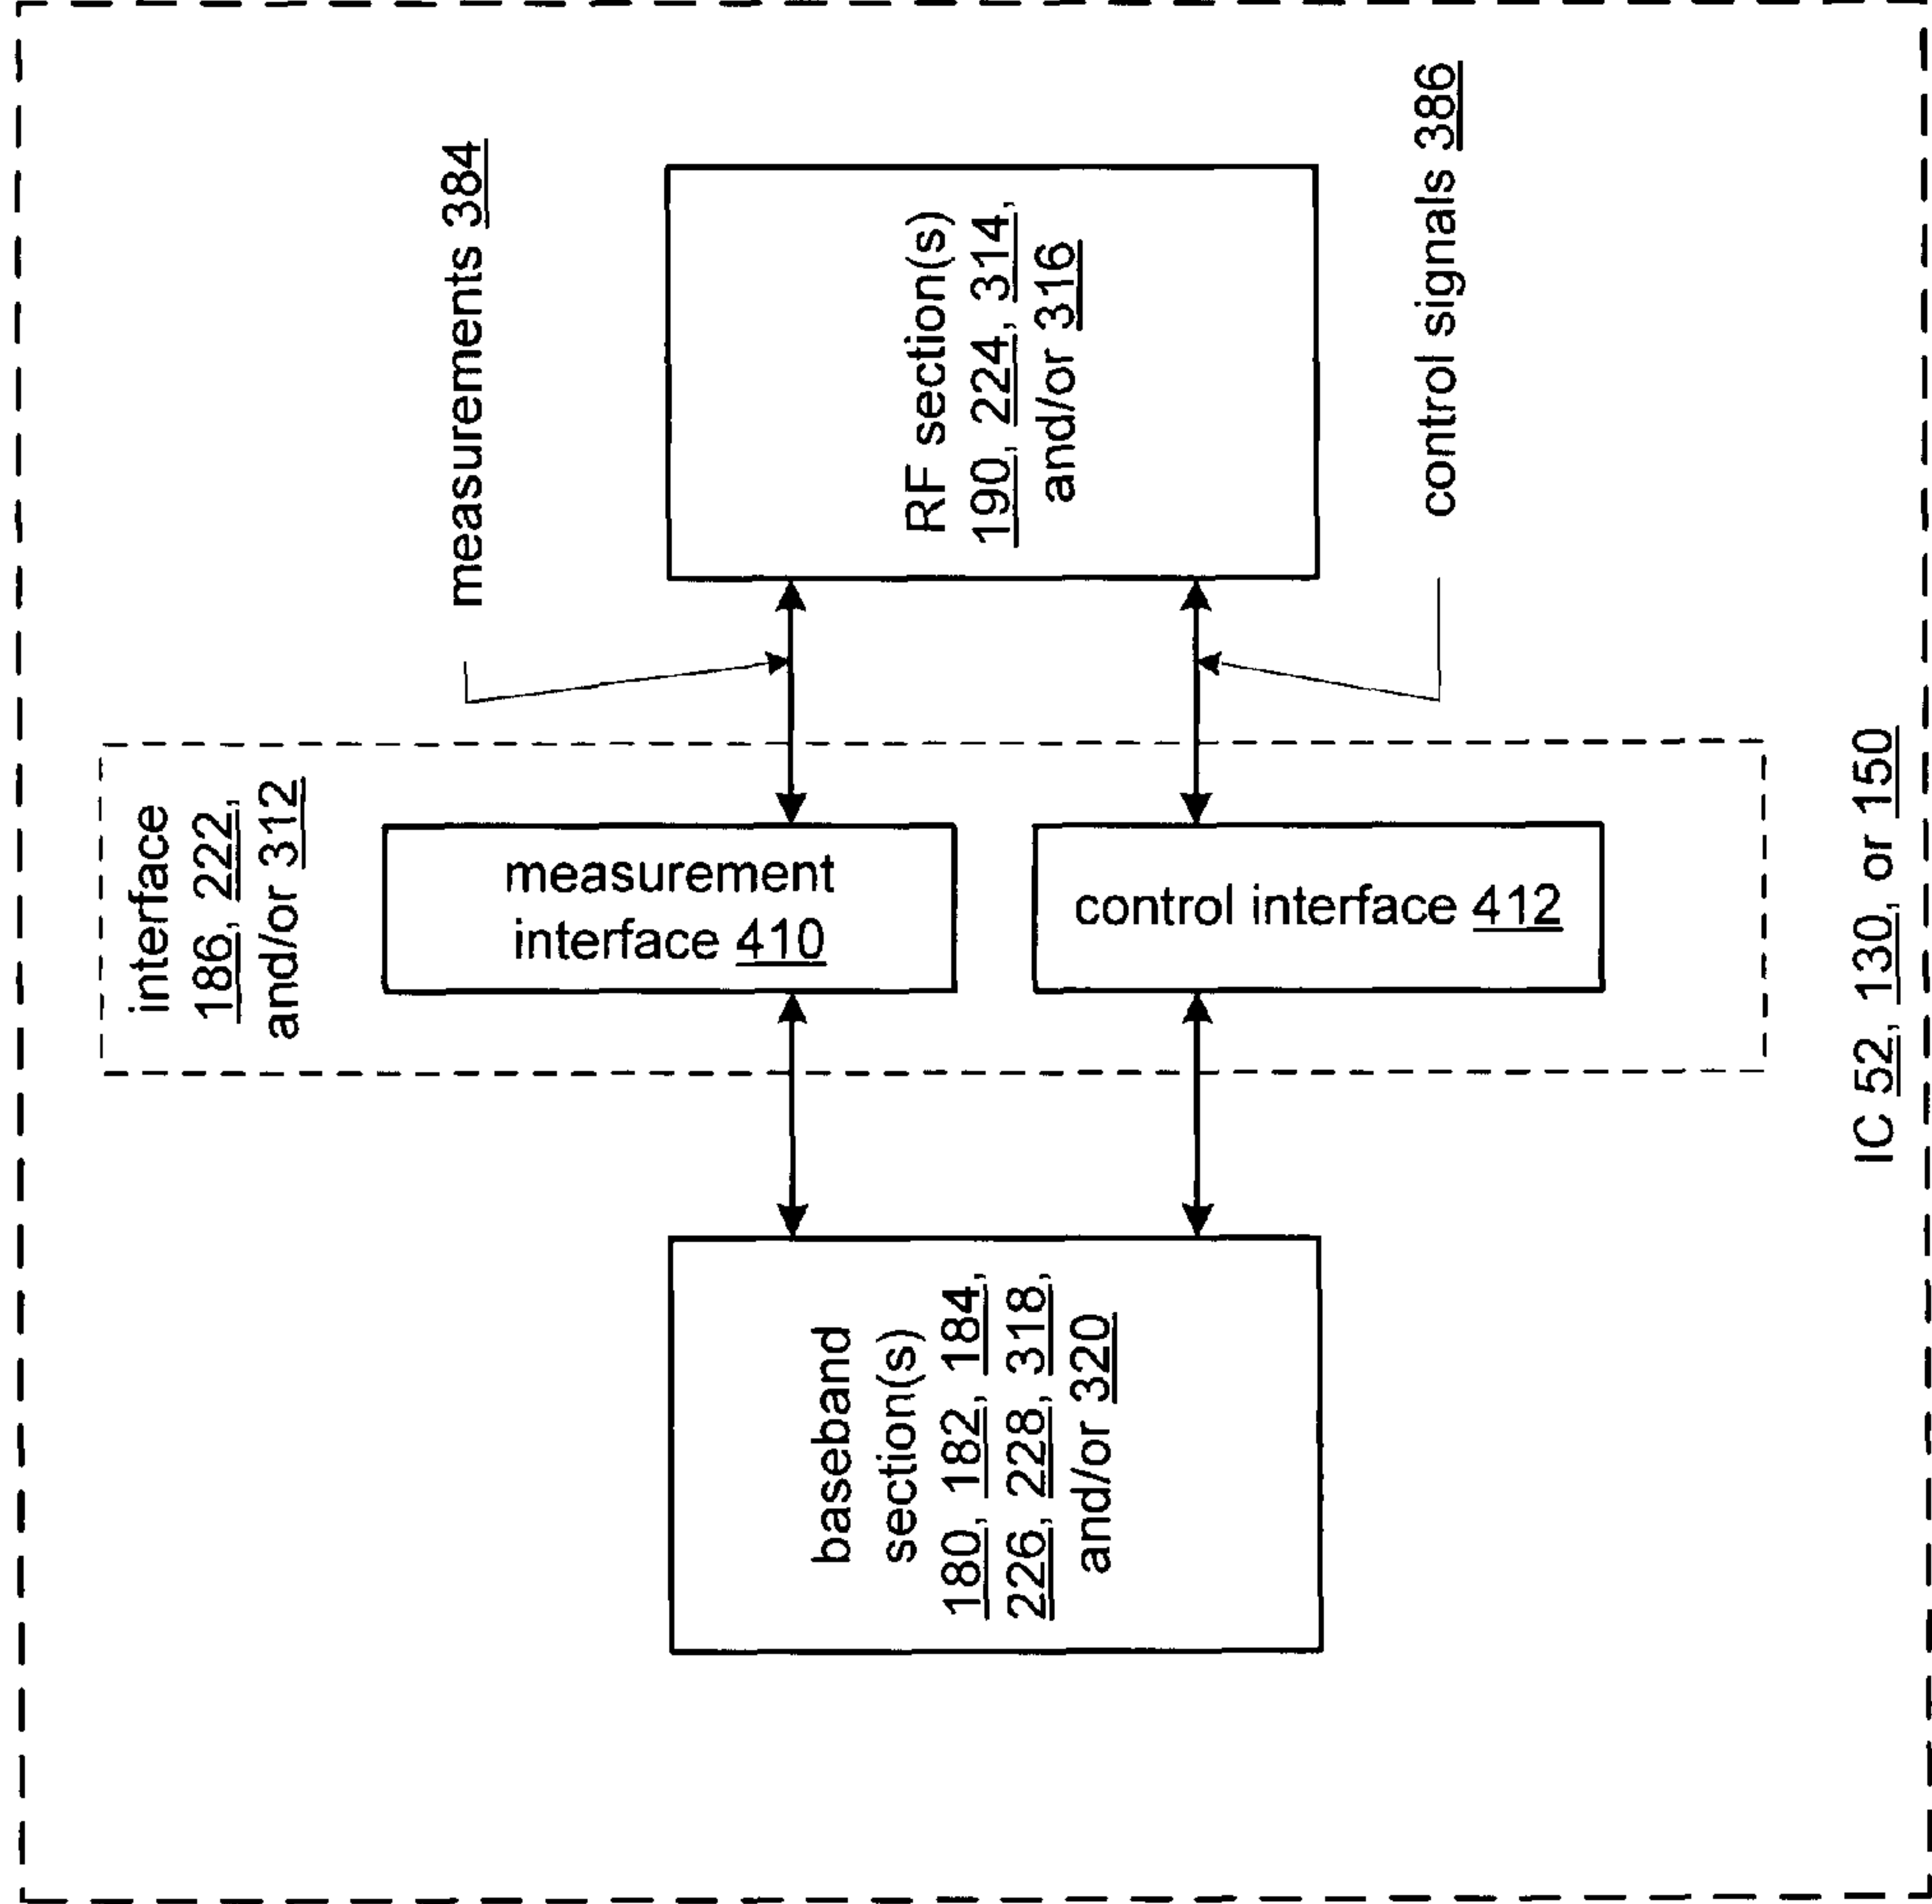 measurements 384
RF section(s)
190, 224, 314,
and/or 316
control signals 386
interface
186, 222,
and/or 312
measurement
interface 410
control interface 412
baseband
section(s)
180, 182, 184,
226, 228, 318,
and/or 320
IC 52, 130, or 150